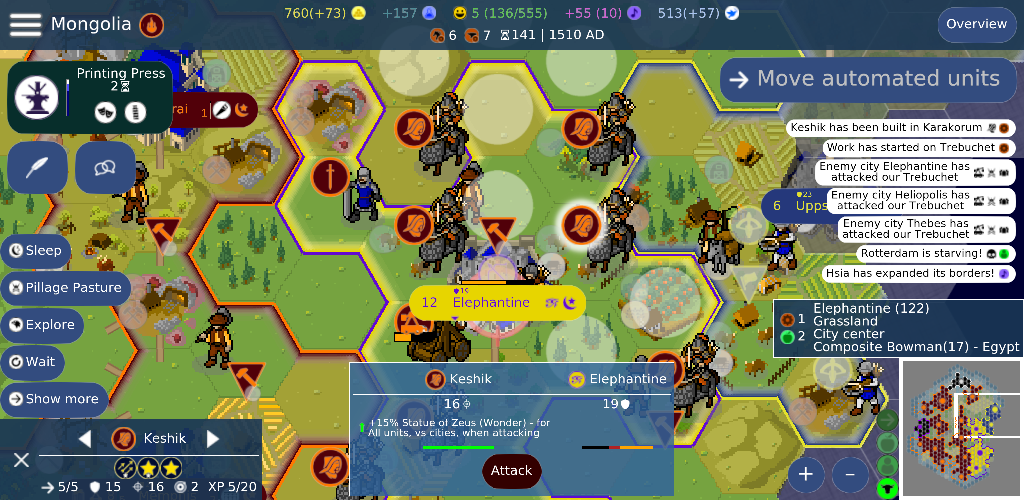 Mongolia
760(+73)
+157
5 (136/555)
+55 (10)
513(+57)
6
7
141 | 1510 AD
Overview
Printing Press
2
rai
1
Move automated units
Keshik has been built in Karakorum
Work has started on Trebuchet
Enemy city Elephantine has
attacked our Trebuchet
Enemy city Heliopolis has
attacked our Trebuchet
Enemy city Thebes has
attacked our Trebuchet
Rotterdam is starving!
Hsia has expanded its borders!
23
6 Upps
Sleep
Pillage Pasture
Explore
Wait
Show more
19
12 Elephantine
Elephantine (122)
1 Grassland
2 City center
Composite Bowman(17) - Egypt
Keshik
Elephantine
16
19
+15% Statue of Zeus (Wonder) - for
All units, vs cities, when attacking
Attack
Keshik
5/5
15
16
2
XP 5/20
+
-